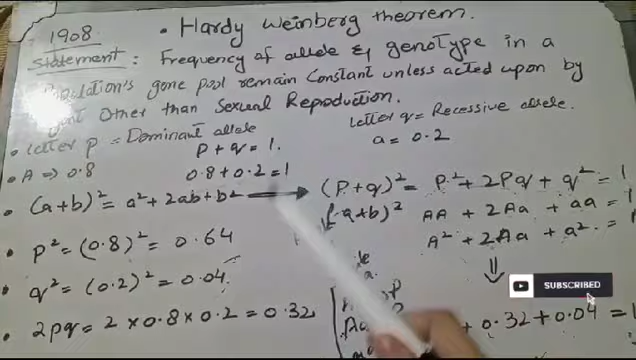 1908
• Hardy Weinberg theorem.
Statement: Frequency of allele & genotype in a
Population's gene pool remain Constant unless acted upon by
agent Other than Sexual Reproduction.
• Letter p = Dominant allele
letter q = Recessive allele.
P + q = 1.
a = 0.2
• A => 0.8
0.8 + 0.2 = 1
• (a+b)² = a² + 2ab + b² → (P+q)² = P² + 2Pq + q² = 1
(a+b)² AA + 2Aa + aa = 1
A² + 2Aa + a² =
• p² = (0.8)² = 0.64
• q² = (0.2)² = 0.04
• 2pq = 2 × 0.8 × 0.2 = 0.32
+ 0.32 + 0.04 = 1
SUBSCRIBED